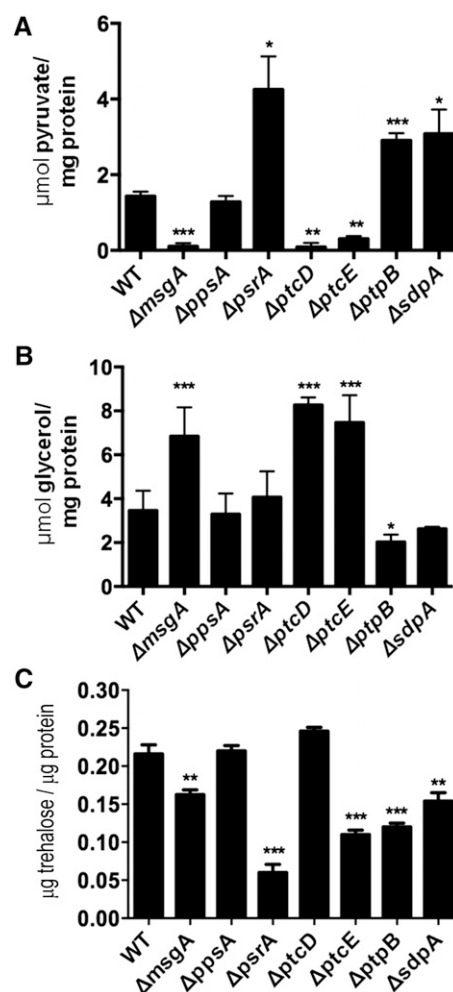 A
µmol pyruvate/
mg protein
6
4
2
0
*
***
**
**
***
*
WT
ΔmsgA
ΔppsA
ΔpsrA
ΔptcD
ΔptcE
ΔptpB
ΔsdpA
B
µmol glycerol/
mg protein
10
8
6
4
2
0
***
***
***
*
WT
ΔmsgA
ΔppsA
ΔpsrA
ΔptcD
ΔptcE
ΔptpB
ΔsdpA
C
µg trehalose / µg protein
0.30
0.25
0.20
0.15
0.10
0.05
0.00
**
***
***
***
**
WT
ΔmsgA
ΔppsA
ΔpsrA
ΔptcD
ΔptcE
ΔptpB
ΔsdpA